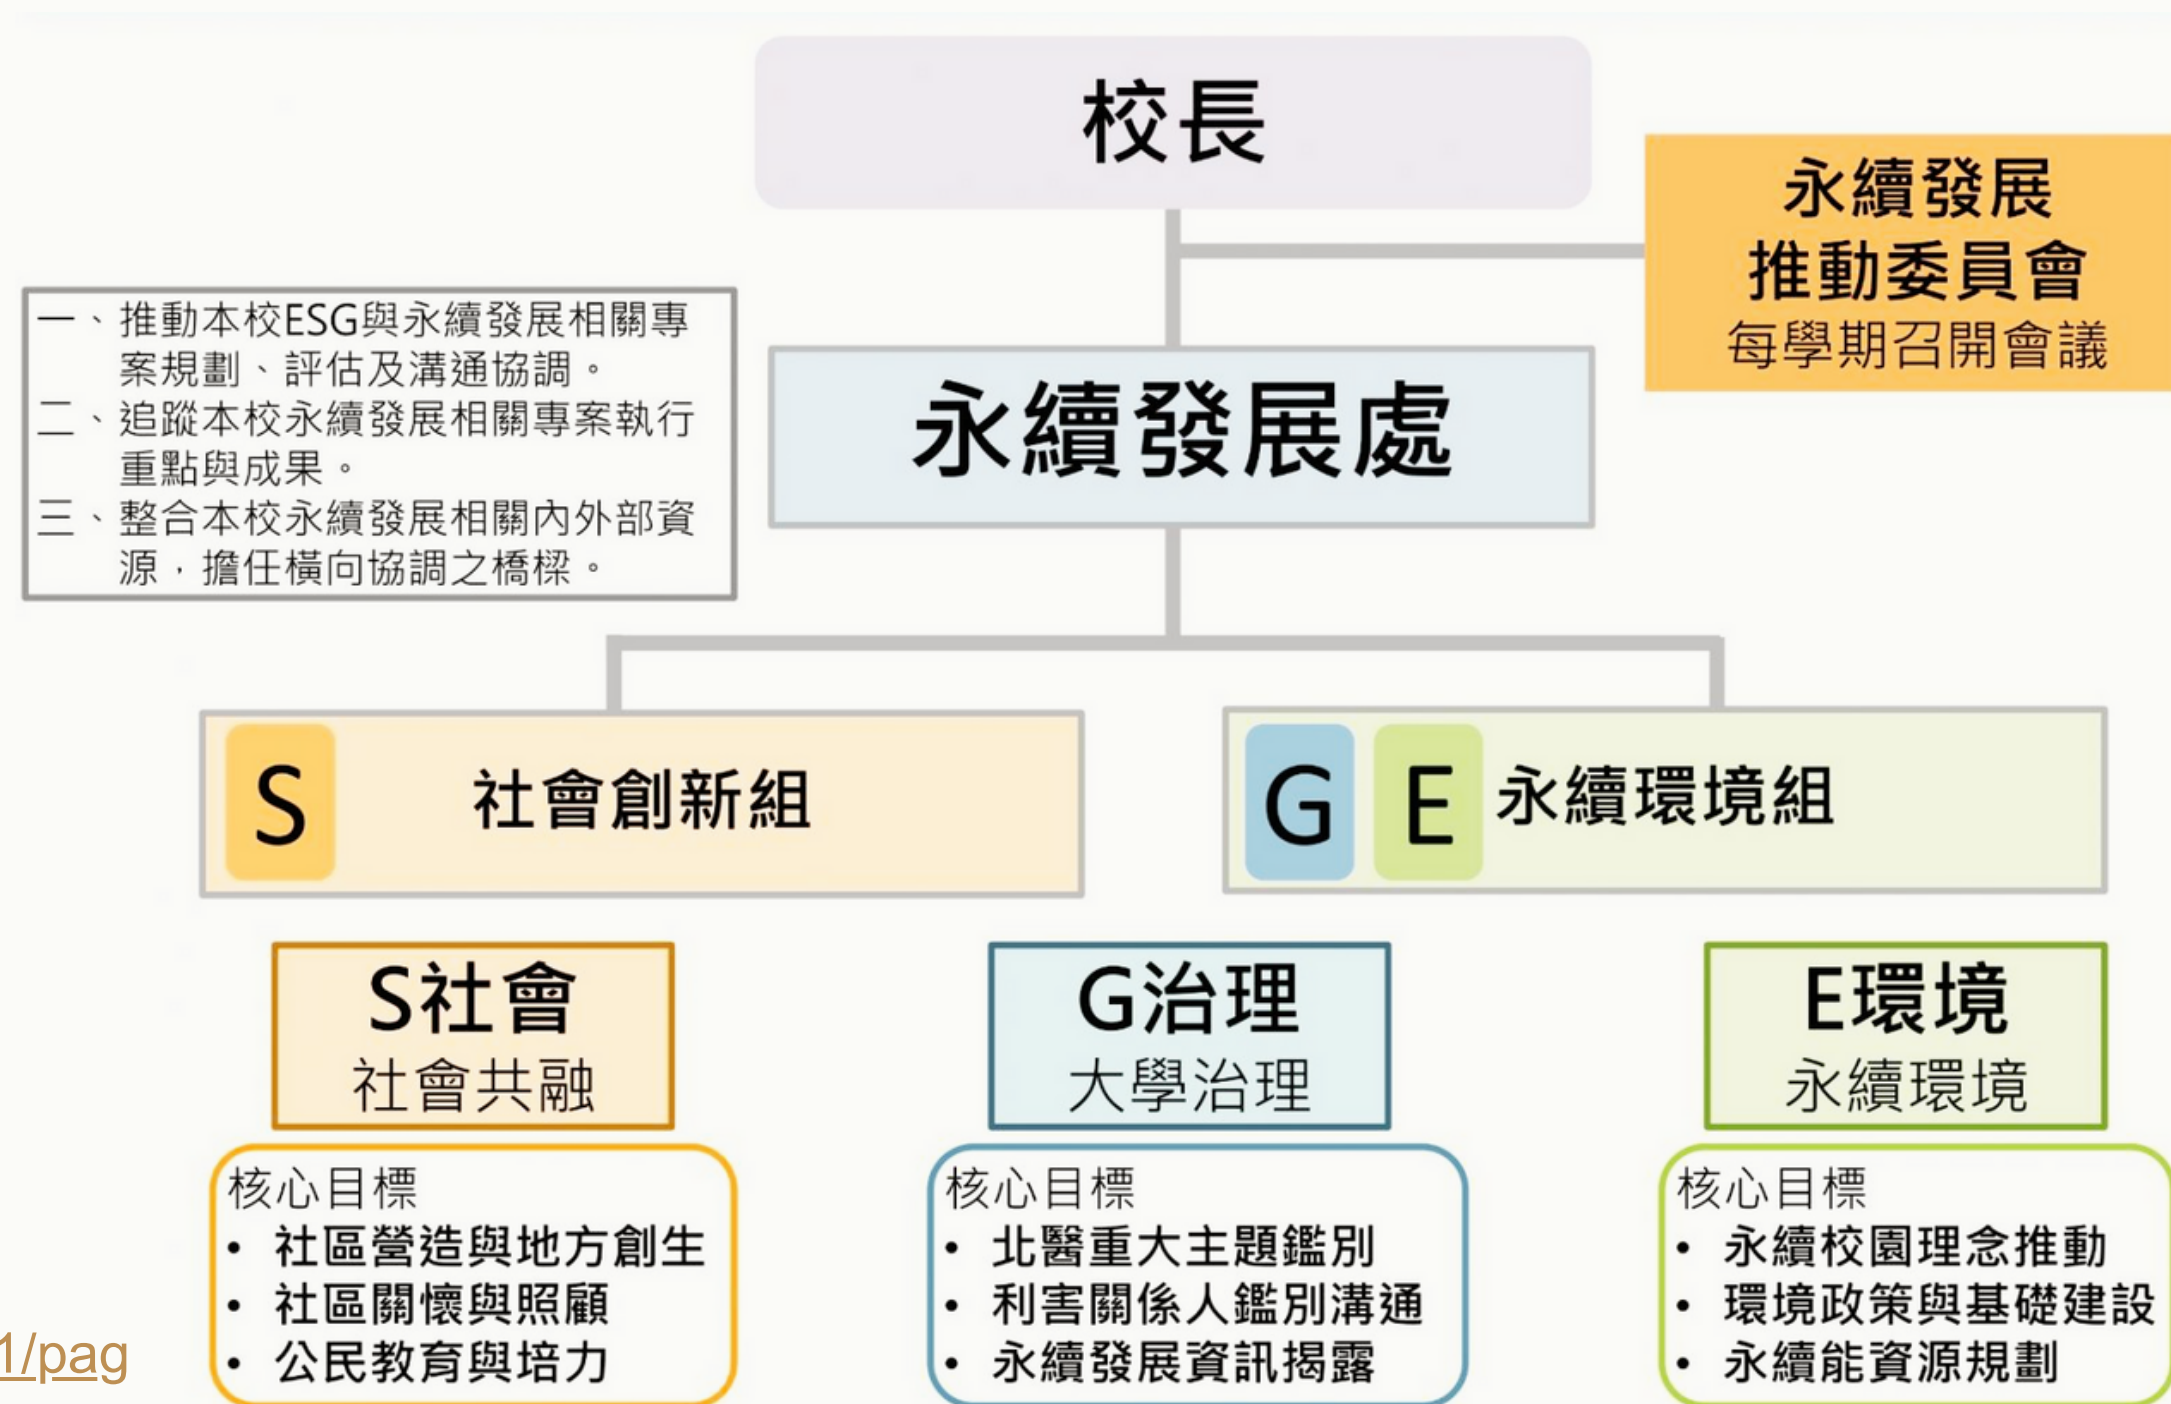 校長
永續發展
推動委員會
每學期召開會議
一、推動本校ESG與永續發展相關專
案規劃、評估及溝通協調。
二、追蹤本校永續發展相關專案執行
重點與成果。
三、整合本校永續發展相關內外部資
源，擔任橫向協調之橋樑。
永續發展處
S 社會創新組
G E 永續環境組
S社會
社會共融
G治理
大學治理
E環境
永續環境
核心目標
• 社區營造與地方創生
• 社區關懷與照顧
• 公民教育與培力
核心目標
• 北醫重大主題鑑別
• 利害關係人鑑別溝通
• 永續發展資訊揭露
核心目標
• 永續校園理念推動
• 環境政策與基礎建設
• 永續能資源規劃
1/pag